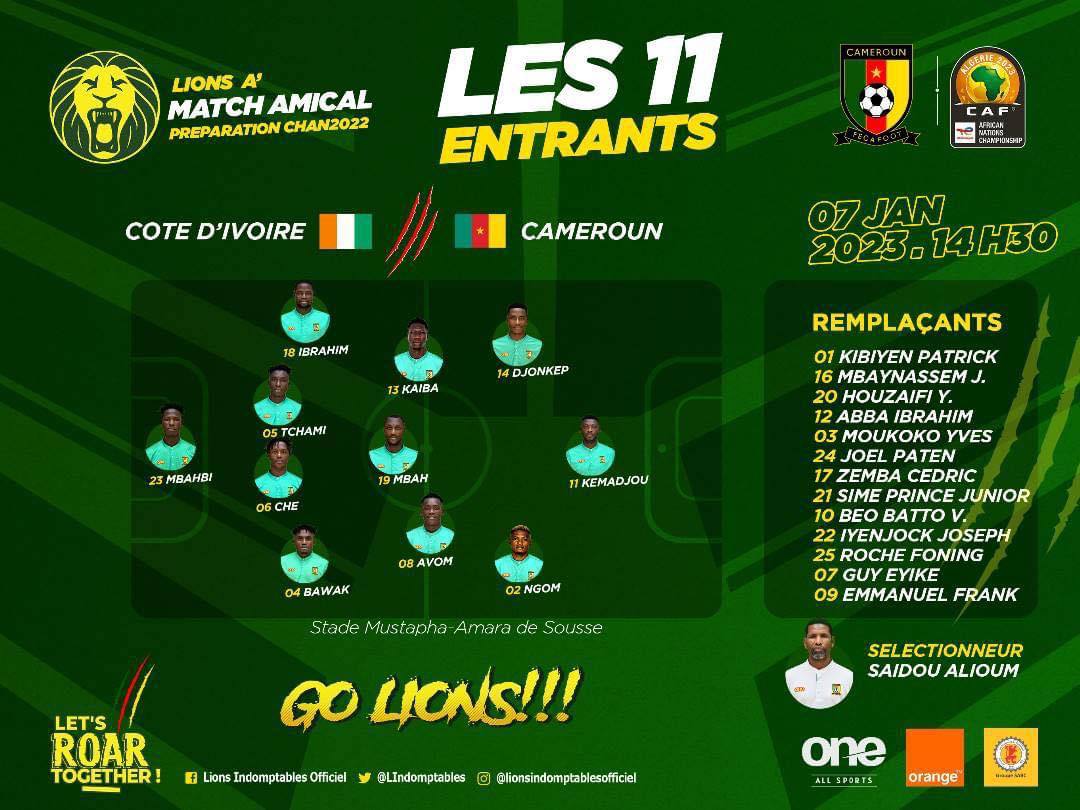 LIONS A'
MATCH AMICAL
PREPARATION CHAN2022
LES 11
ENTRANTS
CAMEROUN
FECAFOOT
ALGERIE 2023
CAF
TotalEnergies
AFRICAN
NATIONS
CHAMPIONSHIP
COTE D'IVOIRE
CAMEROUN
07 JAN
2023 . 14 H30
18 IBRAHIM
13 KAIBA
14 DJONKEP
05 TCHAMI
23 MBAHBI
19 MBAH
11 KEMADJOU
06 CHE
08 AVOM
04 BAWAK
02 NGOM
Stade Mustapha-Amara de Sousse
REMPLAÇANTS
01 KIBIYEN PATRICK
16 MBAYNASSEM J.
20 HOUZAIFI Y.
12 ABBA IBRAHIM
03 MOUKOKO YVES
24 JOEL PATEN
17 ZEMBA CEDRIC
21 SIME PRINCE JUNIOR
10 BEO BATTO V.
22 IYENJOCK JOSEPH
25 ROCHE FONING
07 GUY EYIKE
09 EMMANUEL FRANK
SELECTIONNEUR
SAIDOU ALIOUM
GO LIONS!!!
LET'S
ROAR
TOGETHER !
Lions Indomptables Officiel
@LIndomptables
@lionsindomptablesofficiel
one
ALL SPORTS
orange™
Groupe SABC